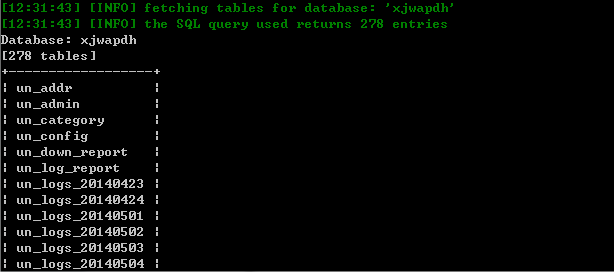 [12:31:43] [INFO] fetching tables for database: 'xjwapdh'
[12:31:43] [INFO] the SQL query used returns 278 entries
Database: xjwapdh
[278 tables]
+------------------+
¦ un_addr ¦
¦ un_admin ¦
¦ un_category ¦
¦ un_config ¦
¦ un_down_report ¦
¦ un_log_report ¦
¦ un_logs_20140423 ¦
¦ un_logs_20140424 ¦
¦ un_logs_20140501 ¦
¦ un_logs_20140502 ¦
¦ un_logs_20140503 ¦
¦ un_logs_20140504 ¦